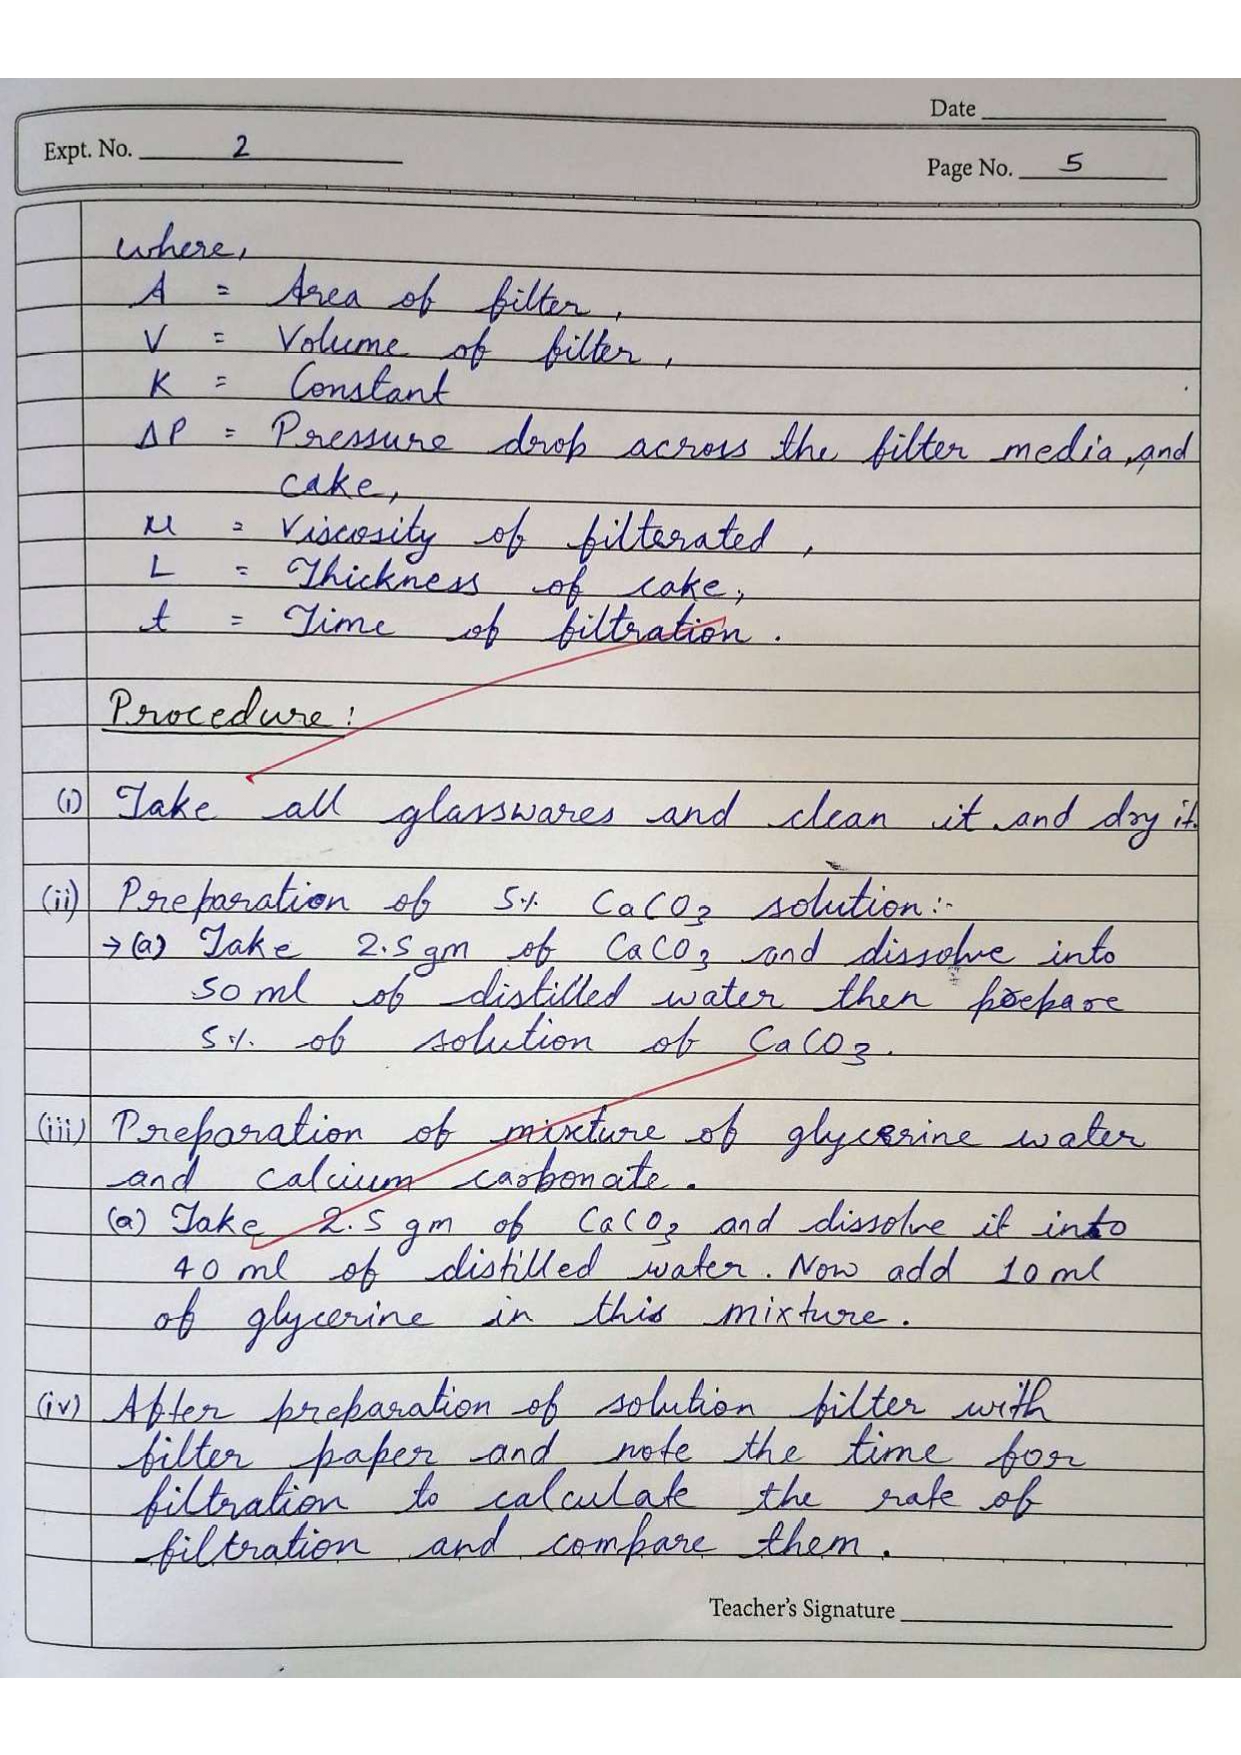 Date
Expt. No. 2
Page No. 5
where,
A = Area of filter,
V = Volume of filter,
K = Constant
ΔP = Pressure drop across the filter media, and
cake,
μ = Viscosity of filterated,
L = Thickness of cake,
t = Time of filtration.
Procedure:
(i) Take all glasswares and clean it and dry it.
(ii) Preparation of 5% CaCO3 solution:-
→ (a) Take 2.5 gm of CaCO3 and dissolve into
50 ml of distilled water then prepare
5% of solution of CaCO3.
(iii) Preparation of mixture of glycerine water
and calcium carbonate.
(a) Take 2.5 gm of CaCO3 and dissolve it into
40 ml of distilled water. Now add 10 ml
of glycerine in this mixture.
(iv) After preparation of solution filter with
filter paper and note the time for
filtration to calculate the rate of
filtration and compare them.
Teacher's Signature